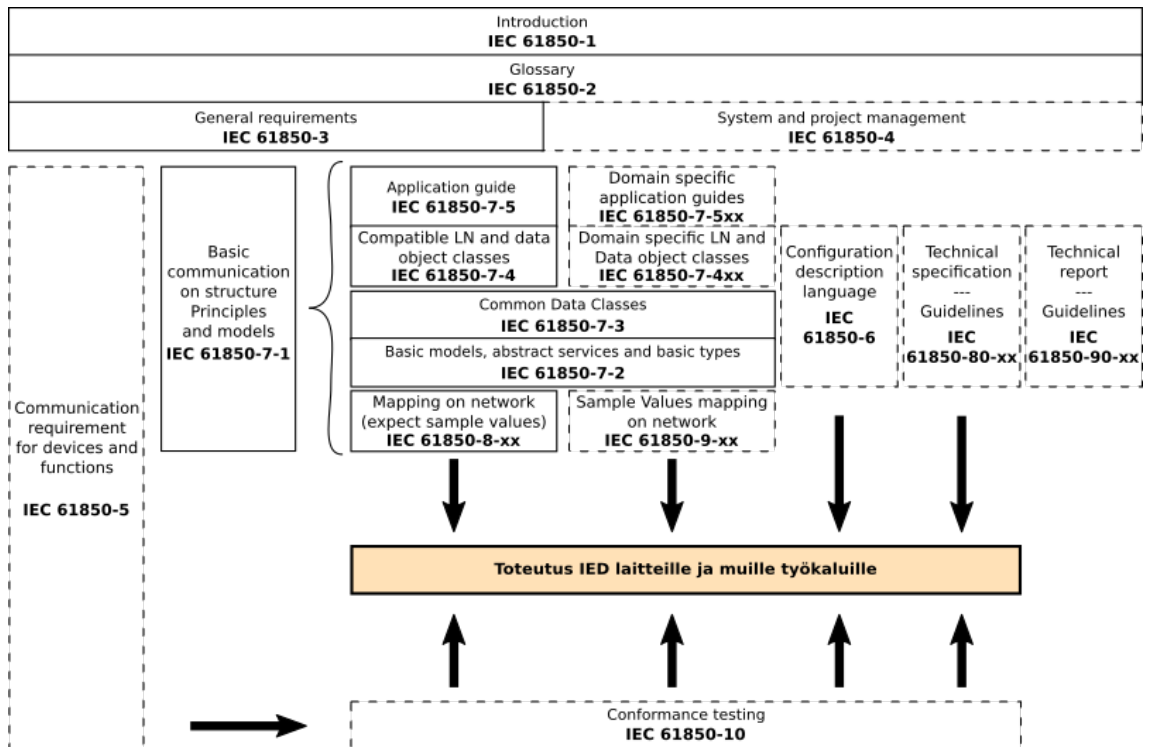 Introduction
IEC 61850-1
Glossary
IEC 61850-2
General requirements
IEC 61850-3
System and project management
IEC 61850-4
Communication
requirement
for devices and
functions
IEC 61850-5
Basic
communication
on structure
Principles
and models
IEC 61850-7-1
Application guide
IEC 61850-7-5
Domain specific
application guides
IEC 61850-7-5xx
Compatible LN and data
object classes
IEC 61850-7-4
Domain specific LN and
Data object classes
IEC 61850-7-4xx
Common Data Classes
IEC 61850-7-3
Basic models, abstract services and basic types
IEC 61850-7-2
Mapping on network
(expect sample values)
IEC 61850-8-xx
Sample Values mapping
on network
IEC 61850-9-xx
Configuration
description
language
IEC
61850-6
Technical
specification
---
Guidelines
IEC
61850-80-xx
Technical
report
---
Guidelines
IEC
61850-90-xx
Toteutus IED laitteille ja muille työkaluille
Conformance testing
IEC 61850-10